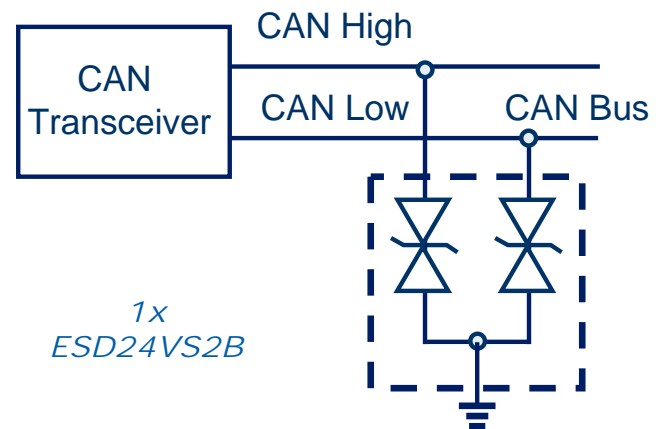 CAN High
CAN
Transceiver
CAN Low
CAN Bus
1x
ESD24VS2B